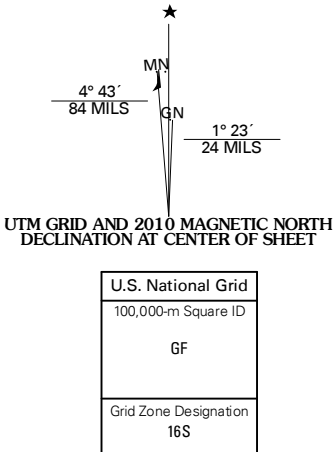 ★
MN
4° 43´
84 MILS
GN
1° 23´
24 MILS
UTM GRID AND 2010 MAGNETIC NORTH
DECLINATION AT CENTER OF SHEET
U.S. National Grid
100,000-m Square ID
GF
Grid Zone Designation
16S